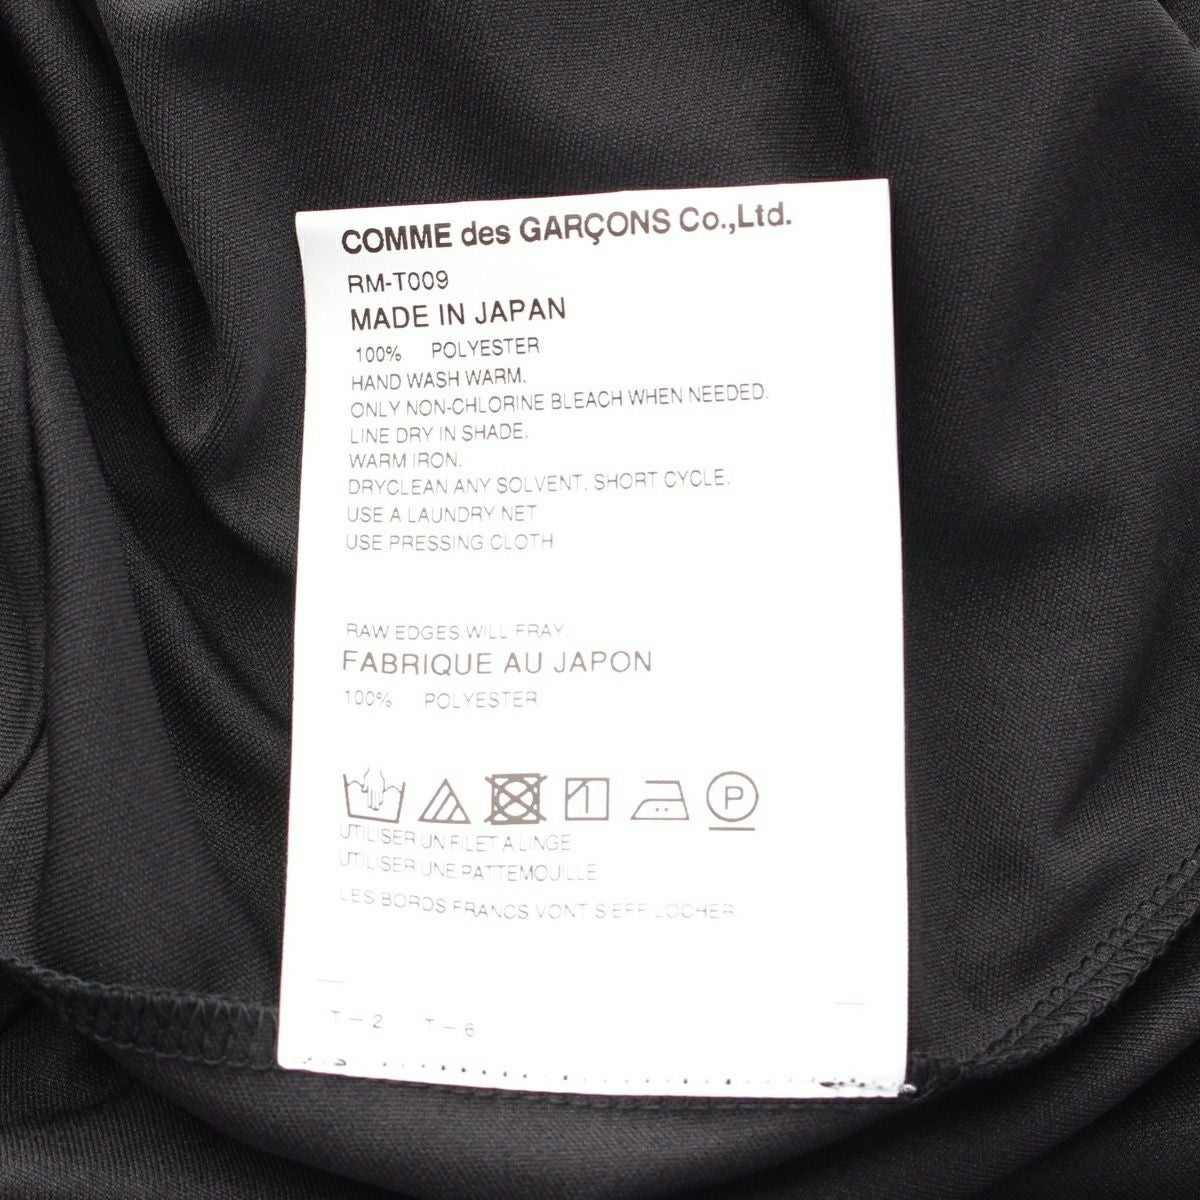 COMME des GARÇONS Co.,Ltd.
RM-T009
MADE IN JAPAN
100% POLYESTER
HAND WASH WARM.
ONLY NON-CHLORINE BLEACH WHEN NEEDED.
LINE DRY IN SHADE.
WARM IRON.
DRYCLEAN ANY SOLVENT, SHORT CYCLE.
USE A LAUNDRY NET
USE PRESSING CLOTH
RAW EDGES WILL FRAY.
FABRIQUE AU JAPON
100% POLYESTER
1 P
UTILISER UN FILET A LINGE
UTILISER UNE PATTEMOUILLE
LES BORDS FRANCS VONT S'EFFILOCHER.
T-2 T-6